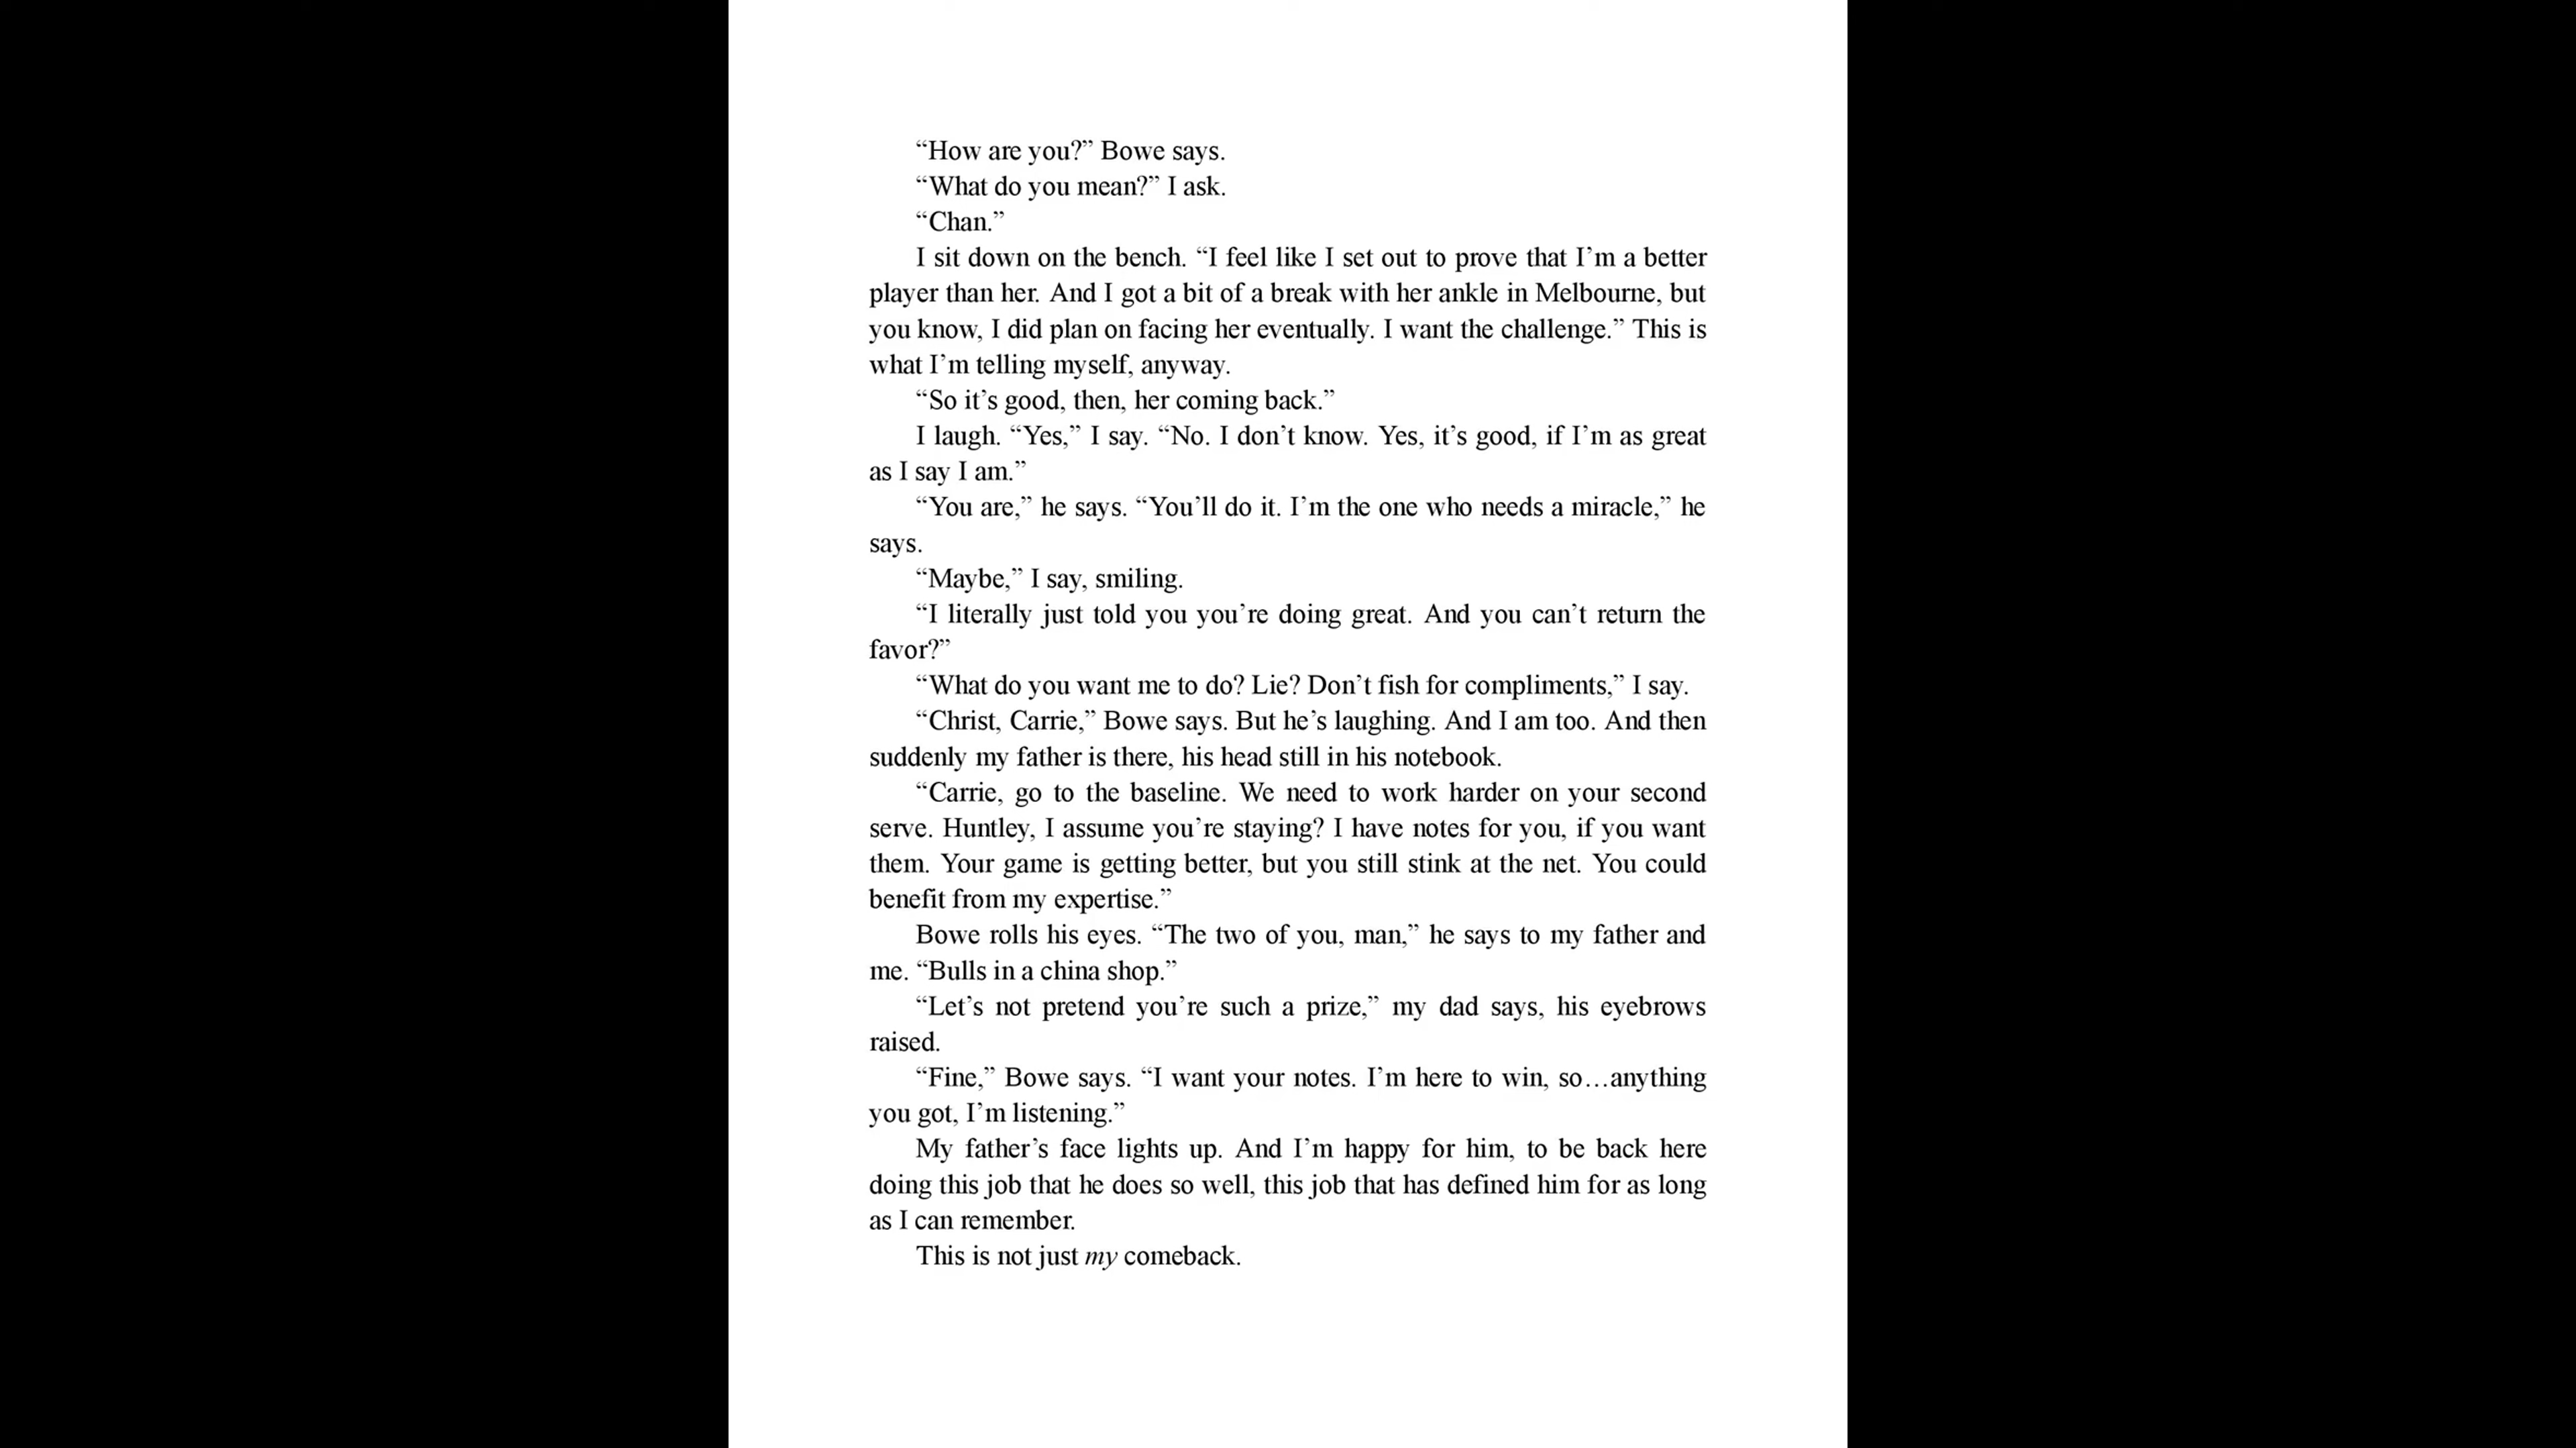 “How are you?” Bowe says.
“What do you mean?” I ask.
“Chan.”
I sit down on the bench. “I feel like I set out to prove that I’m a better
player than her. And I got a bit of a break with her ankle in Melbourne, but
you know, I did plan on facing her eventually. I want the challenge.” This is
what I’m telling myself, anyway.
“So it’s good, then, her coming back.”
I laugh. “Yes,” I say. “No. I don’t know. Yes, it’s good, if I’m as great
as I say I am.”
“You are,” he says. “You’ll do it. I’m the one who needs a miracle,” he
says.
“Maybe,” I say, smiling.
“I literally just told you you’re doing great. And you can’t return the
favor?”
“What do you want me to do? Lie? Don’t fish for compliments,” I say.
“Christ, Carrie,” Bowe says. But he’s laughing. And I am too. And then
suddenly my father is there, his head still in his notebook.
“Carrie, go to the baseline. We need to work harder on your second
serve. Huntley, I assume you’re staying? I have notes for you, if you want
them. Your game is getting better, but you still stink at the net. You could
benefit from my expertise.”
Bowe rolls his eyes. “The two of you, man,” he says to my father and
me. “Bulls in a china shop.”
“Let’s not pretend you’re such a prize,” my dad says, his eyebrows
raised.
“Fine,” Bowe says. “I want your notes. I’m here to win, so…anything
you got, I’m listening.”
My father’s face lights up. And I’m happy for him, to be back here
doing this job that he does so well, this job that has defined him for as long
as I can remember.
This is not just my comeback.